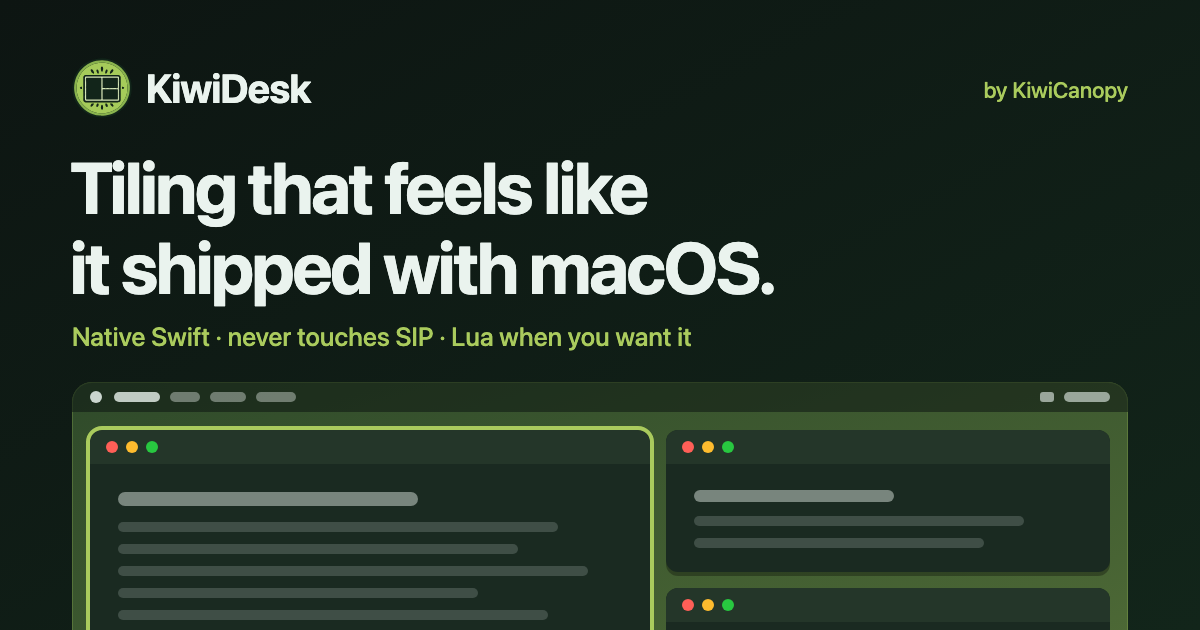 KiwiDesk
by KiwiCanopy
Tiling that feels like
it shipped with macOS.
Native Swift · never touches SIP · Lua when you want it